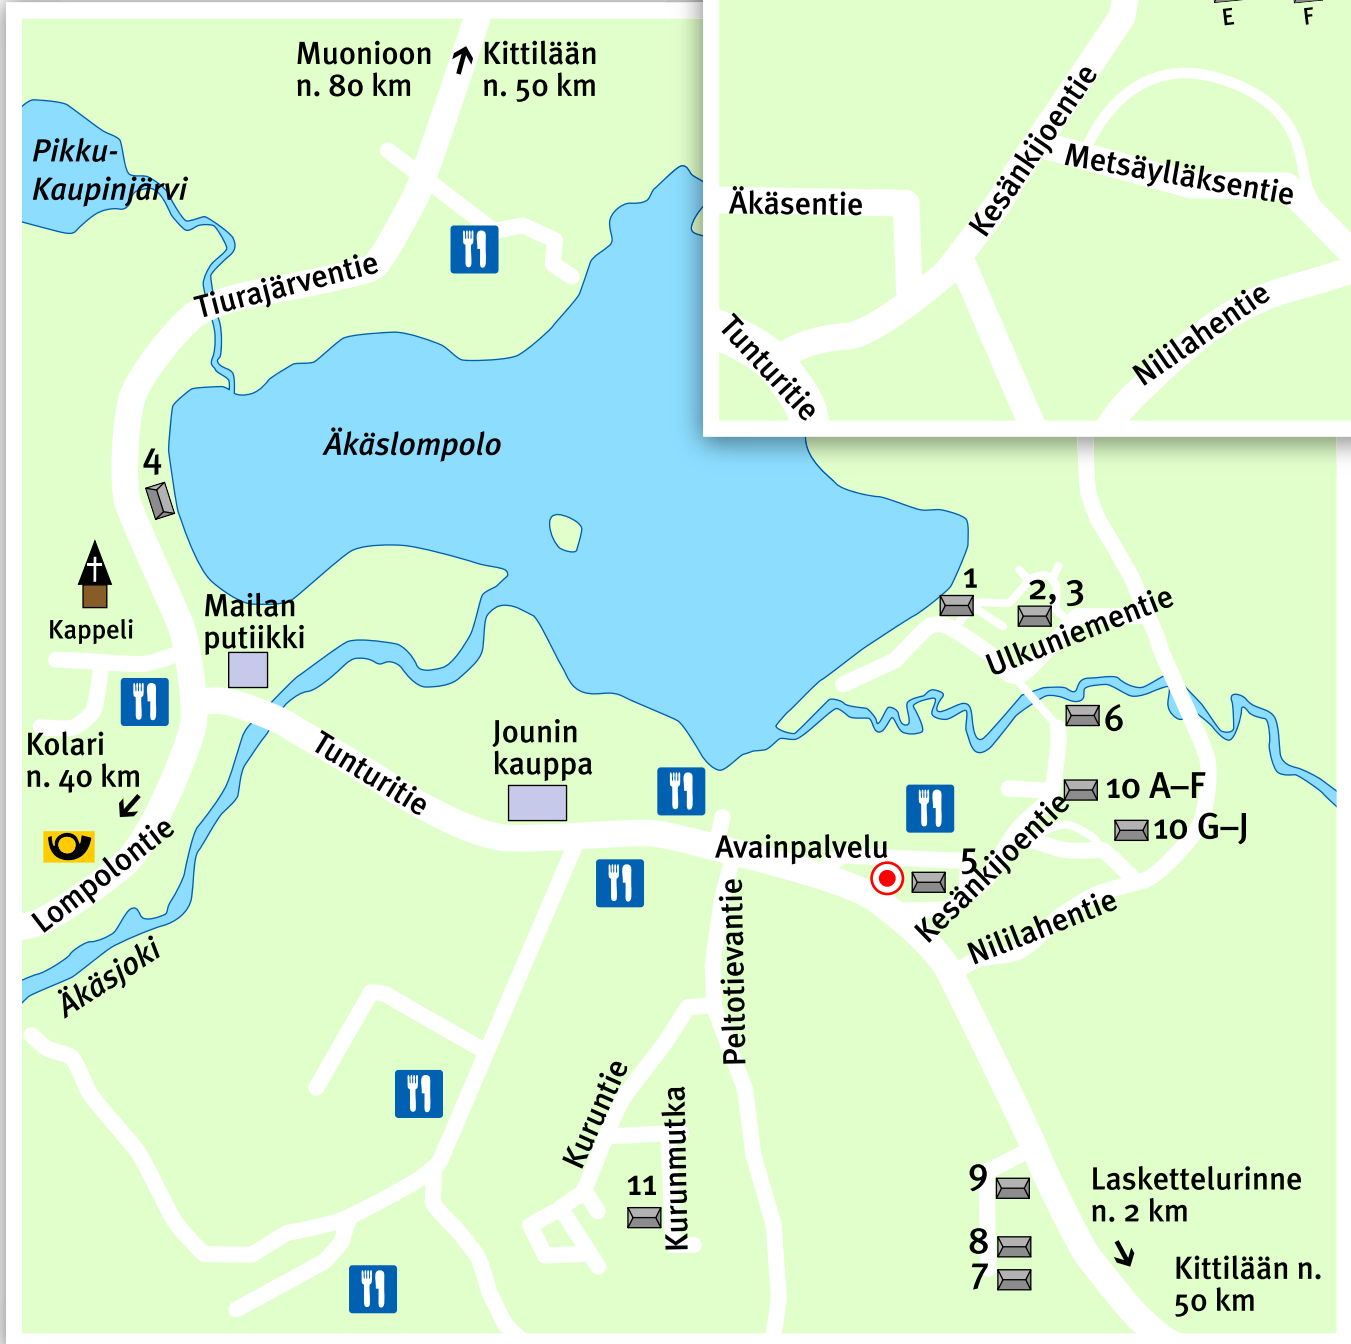 Muonioon
n. 80 km
Kittilään
n. 50 km
E
F
Pikku-
Kaupinjärvi
Kesänkijoentie
Metsäylläksentie
Äkäsentie
Tiurajärventie
Nililahentie
Tunturitie
Äkäslompolo
4
1
2, 3
Kappeli
Mailan
putiikki
Ulkuniementie
6
Kolari
n. 40 km
Tunturitie
Jounin
kauppa
10 A–F
10 G–J
Lompolontie
Avainpalvelu
5
Kesänkijoentie
Nililahentie
Äkäsjoki
Peltotievantie
Kuruntie
Kurunmutka
11
9
8
7
Laskettelurinne
n. 2 km
Kittilään n.
50 km